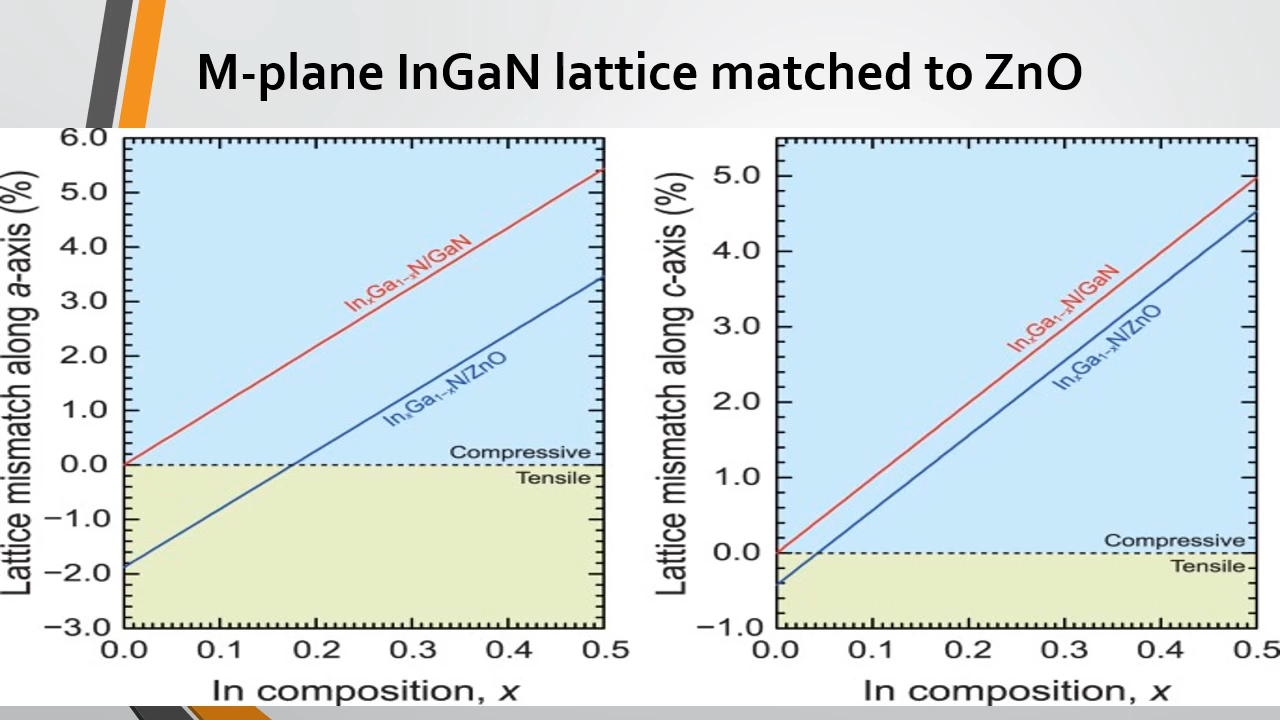 M-plane InGaN lattice matched to ZnO
Lattice mismatch along a-axis (%)
6.0
5.0
4.0
3.0
2.0
1.0
0.0
−1.0
−2.0
−3.0
InₓGa₁₋ₓN/GaN
InₓGa₁₋ₓN/ZnO
Compressive
Tensile
0.0 0.1 0.2 0.3 0.4 0.5
In composition, x
Lattice mismatch along c-axis (%)
5.0
4.0
3.0
2.0
1.0
0.0
−1.0
InₓGa₁₋ₓN/GaN
InₓGa₁₋ₓN/ZnO
Compressive
Tensile
0.0 0.1 0.2 0.3 0.4 0.5
In composition, x